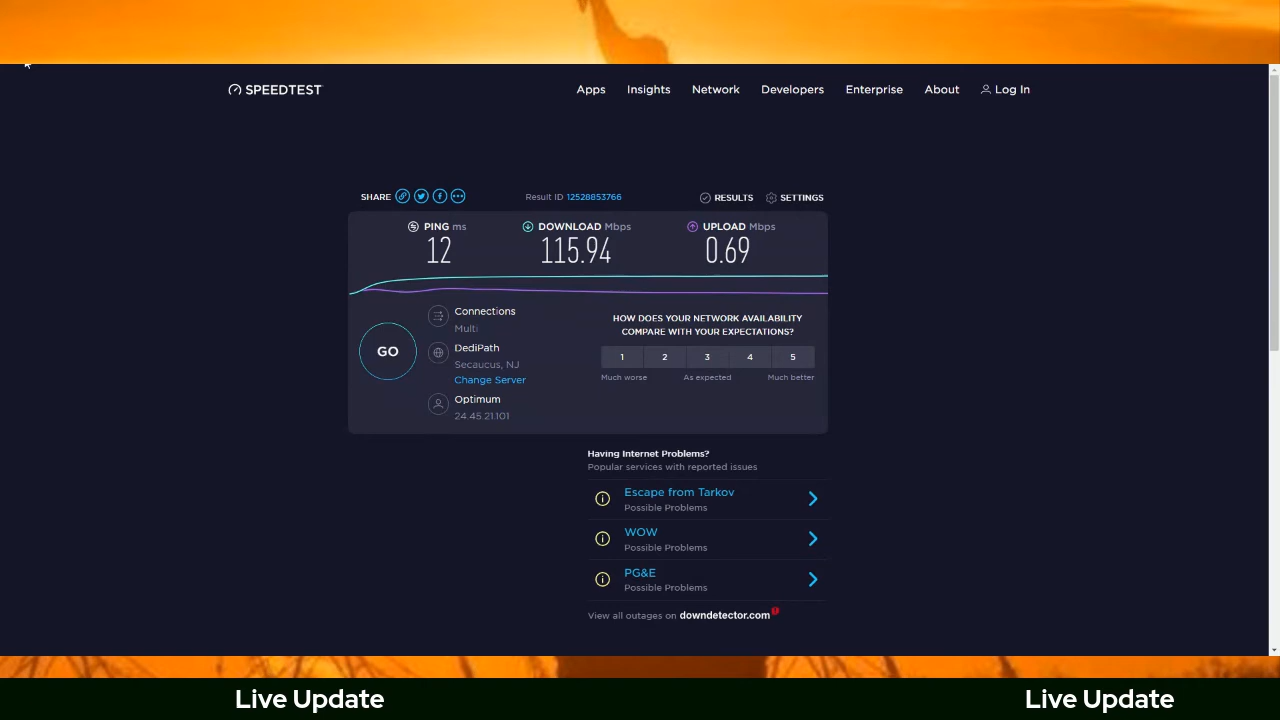 SPEEDTEST
Apps Insights Network Developers Enterprise About Log In
SHARE Result ID 12528853766 RESULTS SETTINGS
PING ms DOWNLOAD Mbps UPLOAD Mbps
12 115.94 0.69
GO
Connections
Multi
DediPath
Secaucus, NJ
Change Server
Optimum
24.45.21.101
HOW DOES YOUR NETWORK AVAILABILITY
COMPARE WITH YOUR EXPECTATIONS?
1 2 3 4 5
Much worse As expected Much better
Having Internet Problems?
Popular services with reported issues
Escape from Tarkov
Possible Problems
WOW
Possible Problems
PG&E
Possible Problems
View all outages on downdetector.com
Live Update Live Update